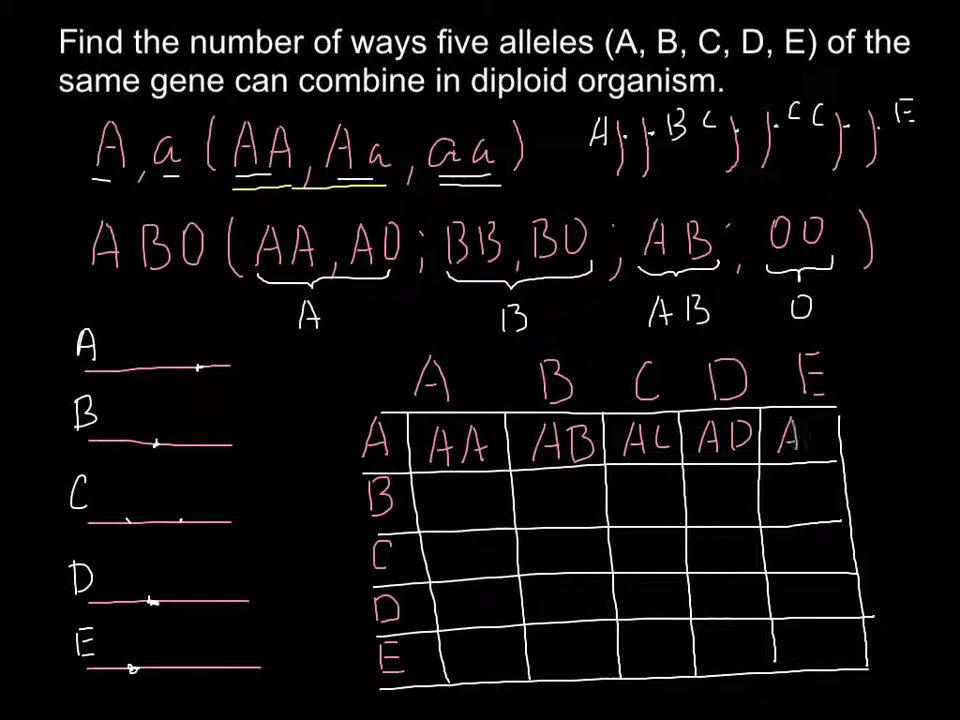 Find the number of ways five alleles (A, B, C, D, E) of the
same gene can combine in diploid organism.
A, a (AA, Aa, aa)
A B C C C E
ABO (AA, AO; BB, BO; AB; OO)
A B AB O
A
B
C
D
E
A B C D E
A AA AB AC AD A
B
C
D
E